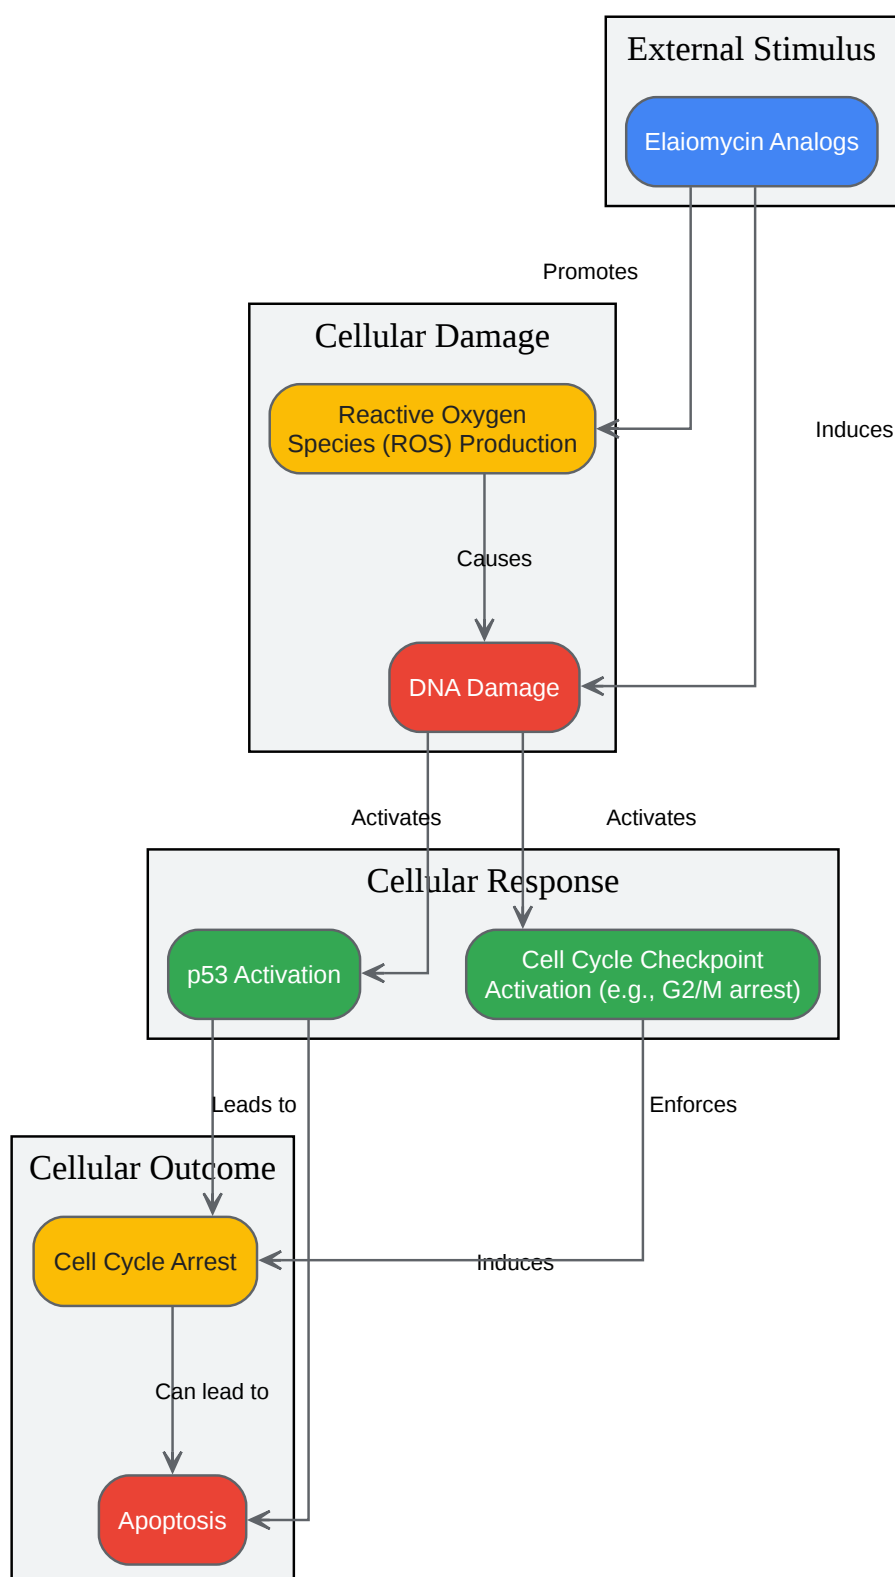 External Stimulus
Elaiomycin Analogs
Promotes
Cellular Damage
Reactive Oxygen
Species (ROS) Production
Induces
Causes
DNA Damage
Activates
Activates
Cellular Response
p53 Activation
Cell Cycle Checkpoint
Activation (e.g., G2/M arrest)
Leads to
Enforces
Cellular Outcome
Cell Cycle Arrest
Induces
Can lead to
Apoptosis